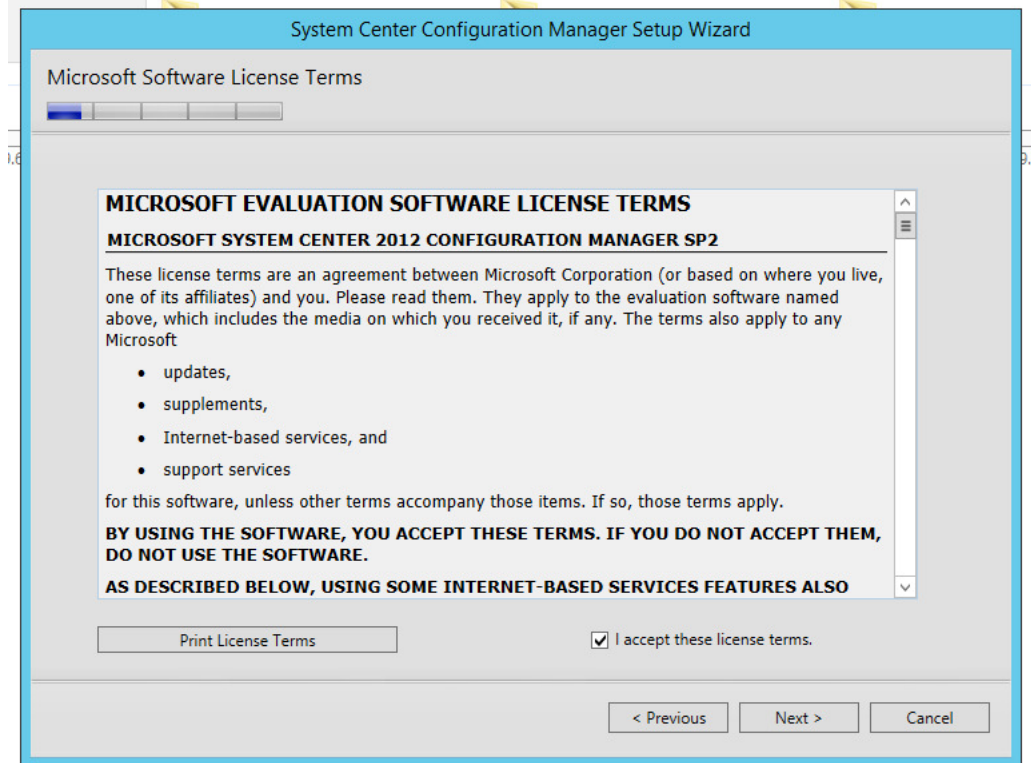 System Center Configuration Manager Setup Wizard
Microsoft Software License Terms
MICROSOFT EVALUATION SOFTWARE LICENSE TERMS
MICROSOFT SYSTEM CENTER 2012 CONFIGURATION MANAGER SP2
These license terms are an agreement between Microsoft Corporation (or based on where you live,
one of its affiliates) and you. Please read them. They apply to the evaluation software named
above, which includes the media on which you received it, if any. The terms also apply to any
Microsoft
• updates,
• supplements,
• Internet-based services, and
• support services
for this software, unless other terms accompany those items. If so, those terms apply.
BY USING THE SOFTWARE, YOU ACCEPT THESE TERMS. IF YOU DO NOT ACCEPT THEM,
DO NOT USE THE SOFTWARE.
AS DESCRIBED BELOW, USING SOME INTERNET-BASED SERVICES FEATURES ALSO
Print License Terms
I accept these license terms.
< Previous
Next >
Cancel